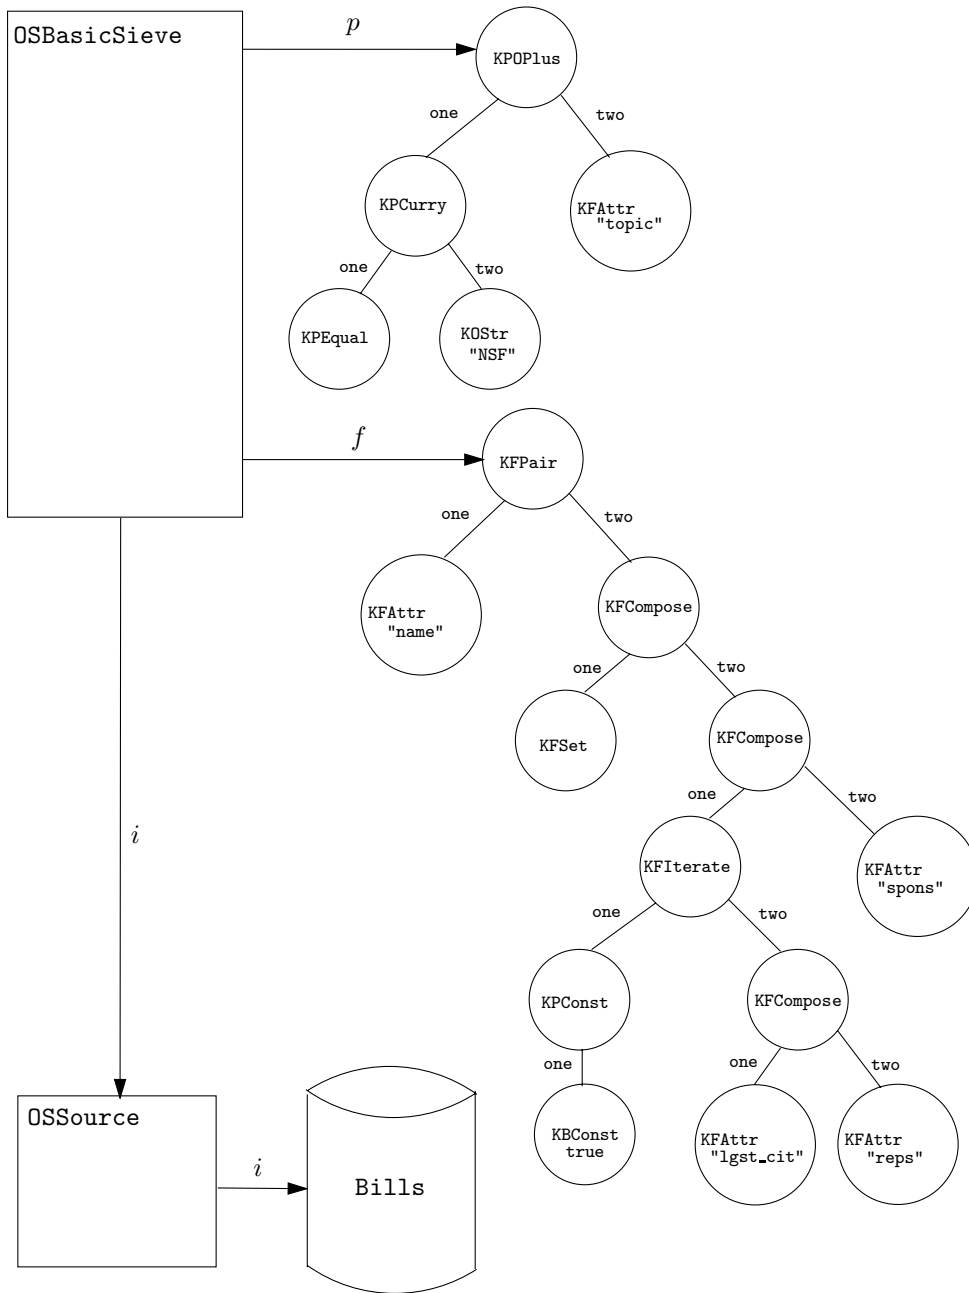 OSBasicSieve
p
KPOPlus
one
two
KPCurry
KFAttr
"topic"
one
two
KPEqual
KOStr
"NSF"
f
KFPair
one
two
KFAttr
"name"
KFCompose
one
two
KFSet
KFCompose
one
two
i
KFIterate
KFAttr
"spons"
one
two
KPConst
KFCompose
one
one
two
OSSource
KBConst
true
KFAttr
"lgst_cit"
KFAttr
"reps"
i
Bills